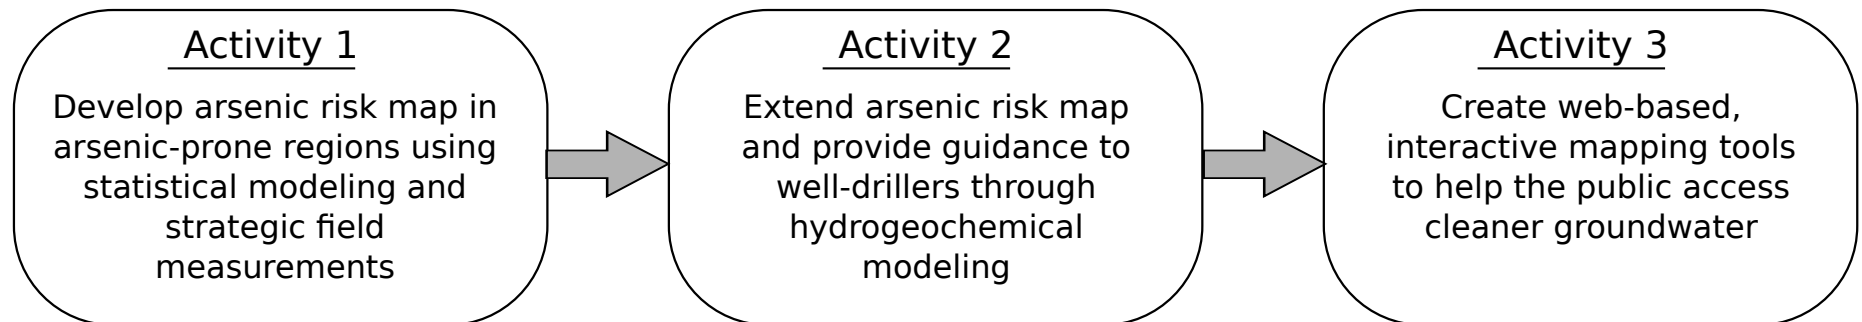 Activity 1
Develop arsenic risk map in
arsenic-prone regions using
statistical modeling and
strategic field
measurements
Activity 2
Extend arsenic risk map
and provide guidance to
well-drillers through
hydrogeochemical
modeling
Activity 3
Create web-based,
interactive mapping tools
to help the public access
cleaner groundwater